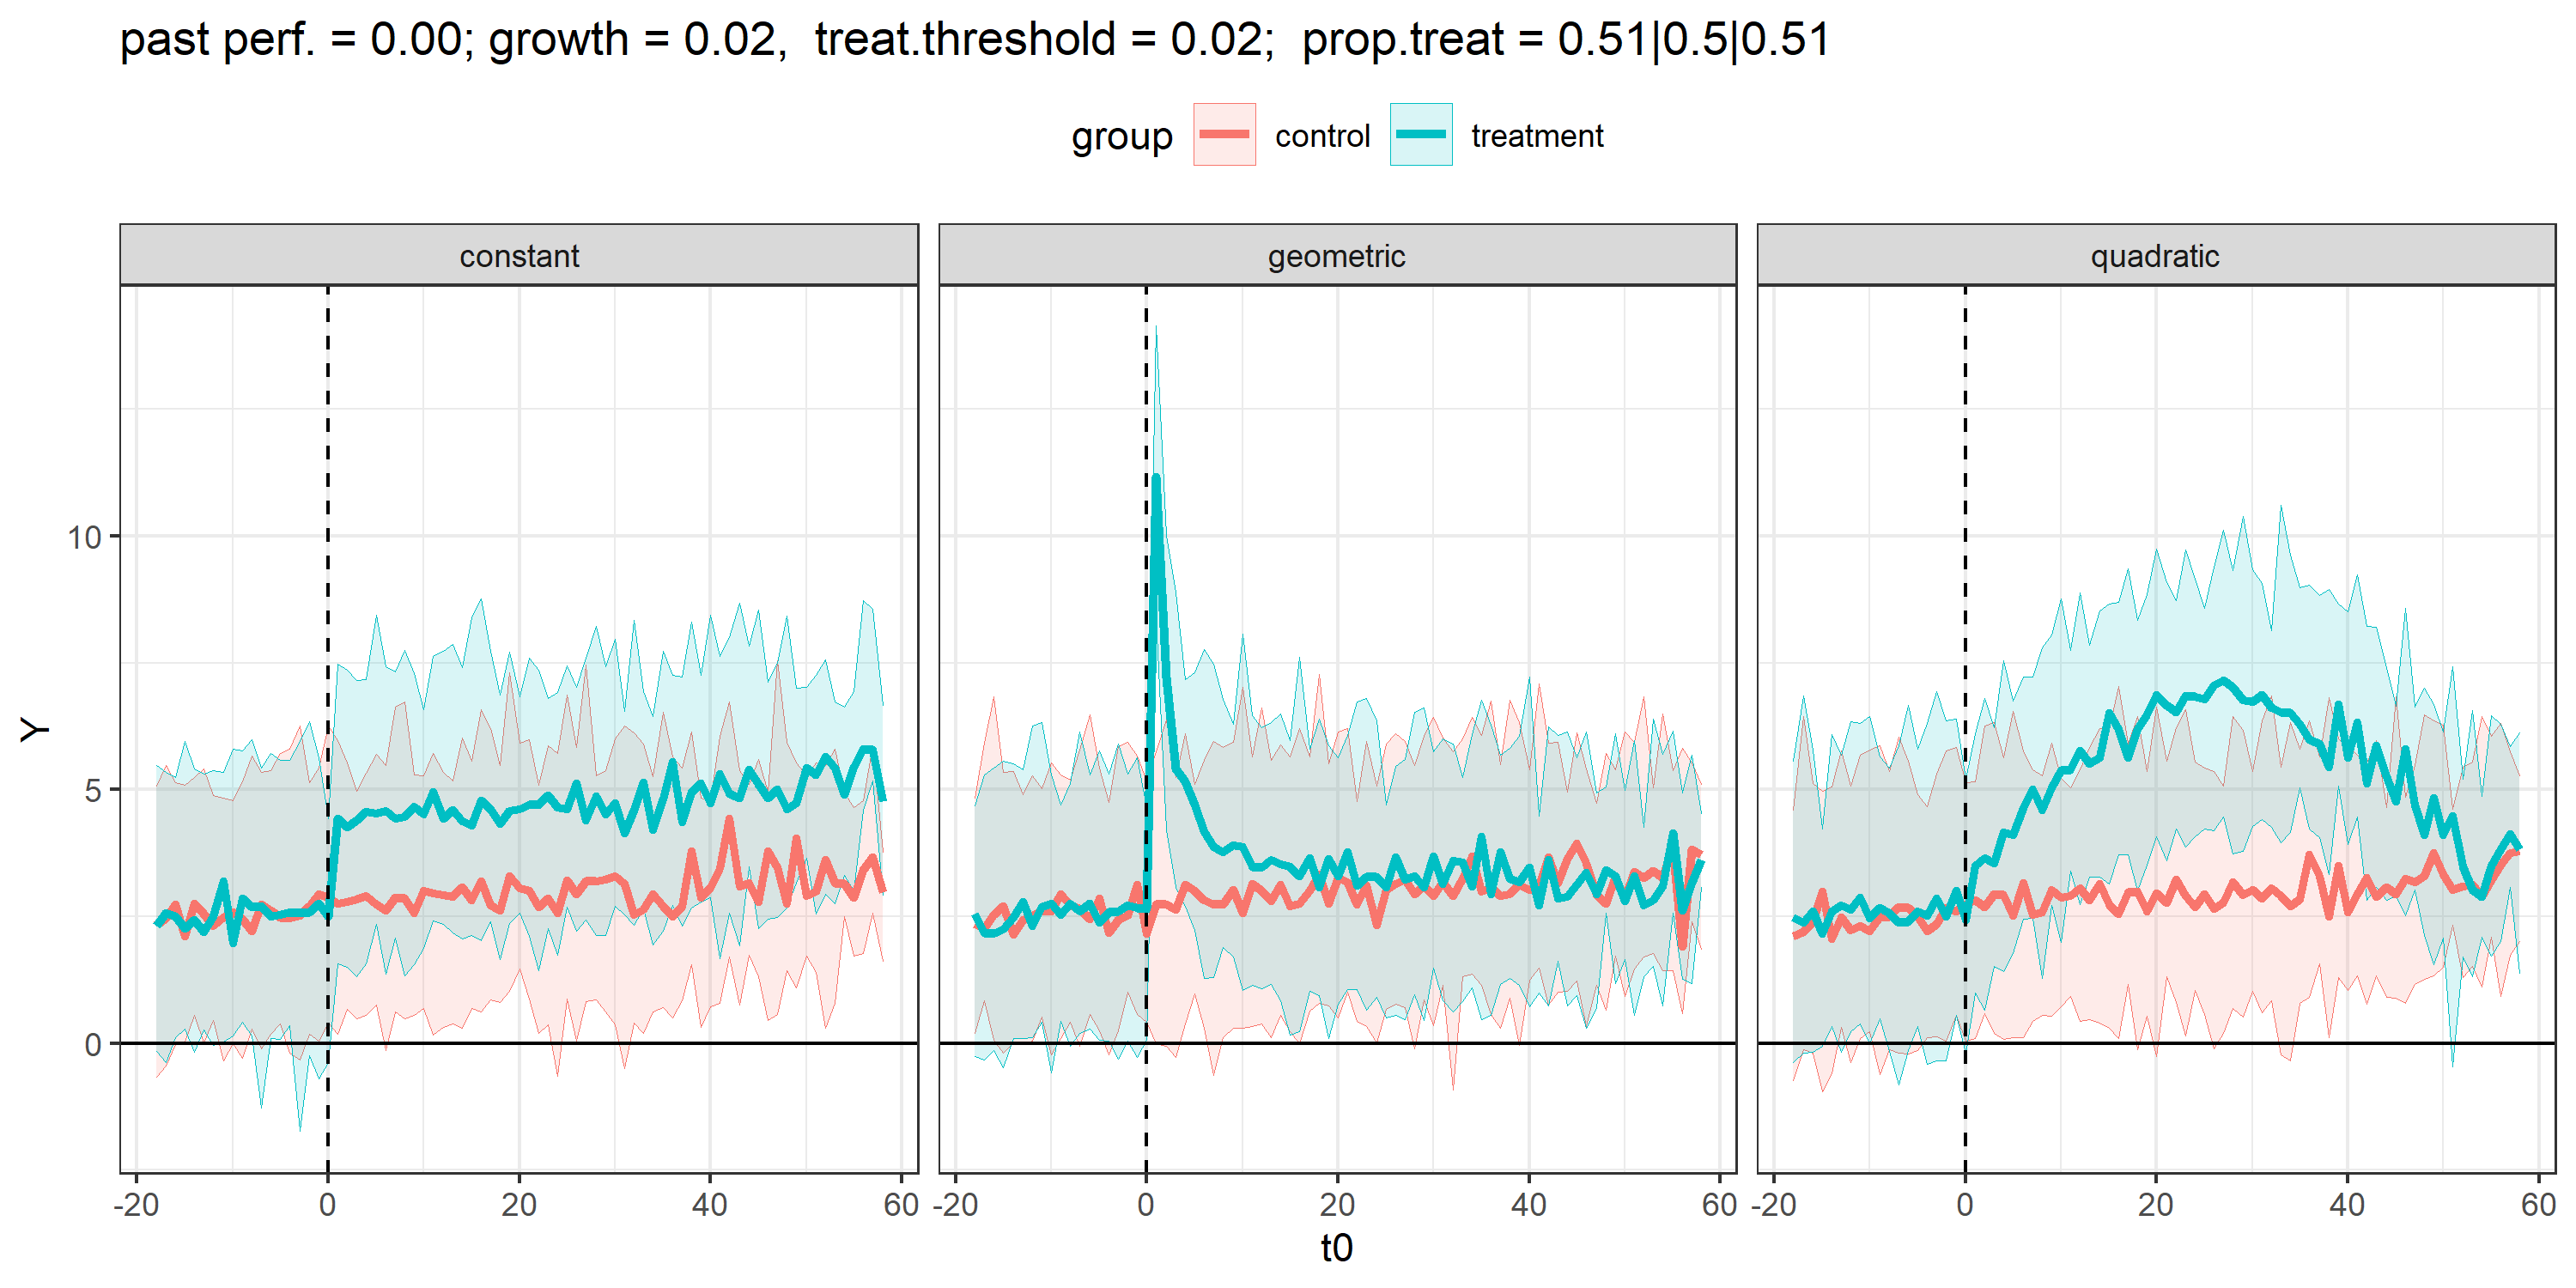 past perf. = 0.00; growth = 0.02,  treat.threshold = 0.02;  prop.treat = 0.51|0.5|0.51
group control treatment
constant geometric quadratic
Y
10
5
0
-20 0 20 40 60 -20 0 20 40 60 -20 0 20 40 60
t0